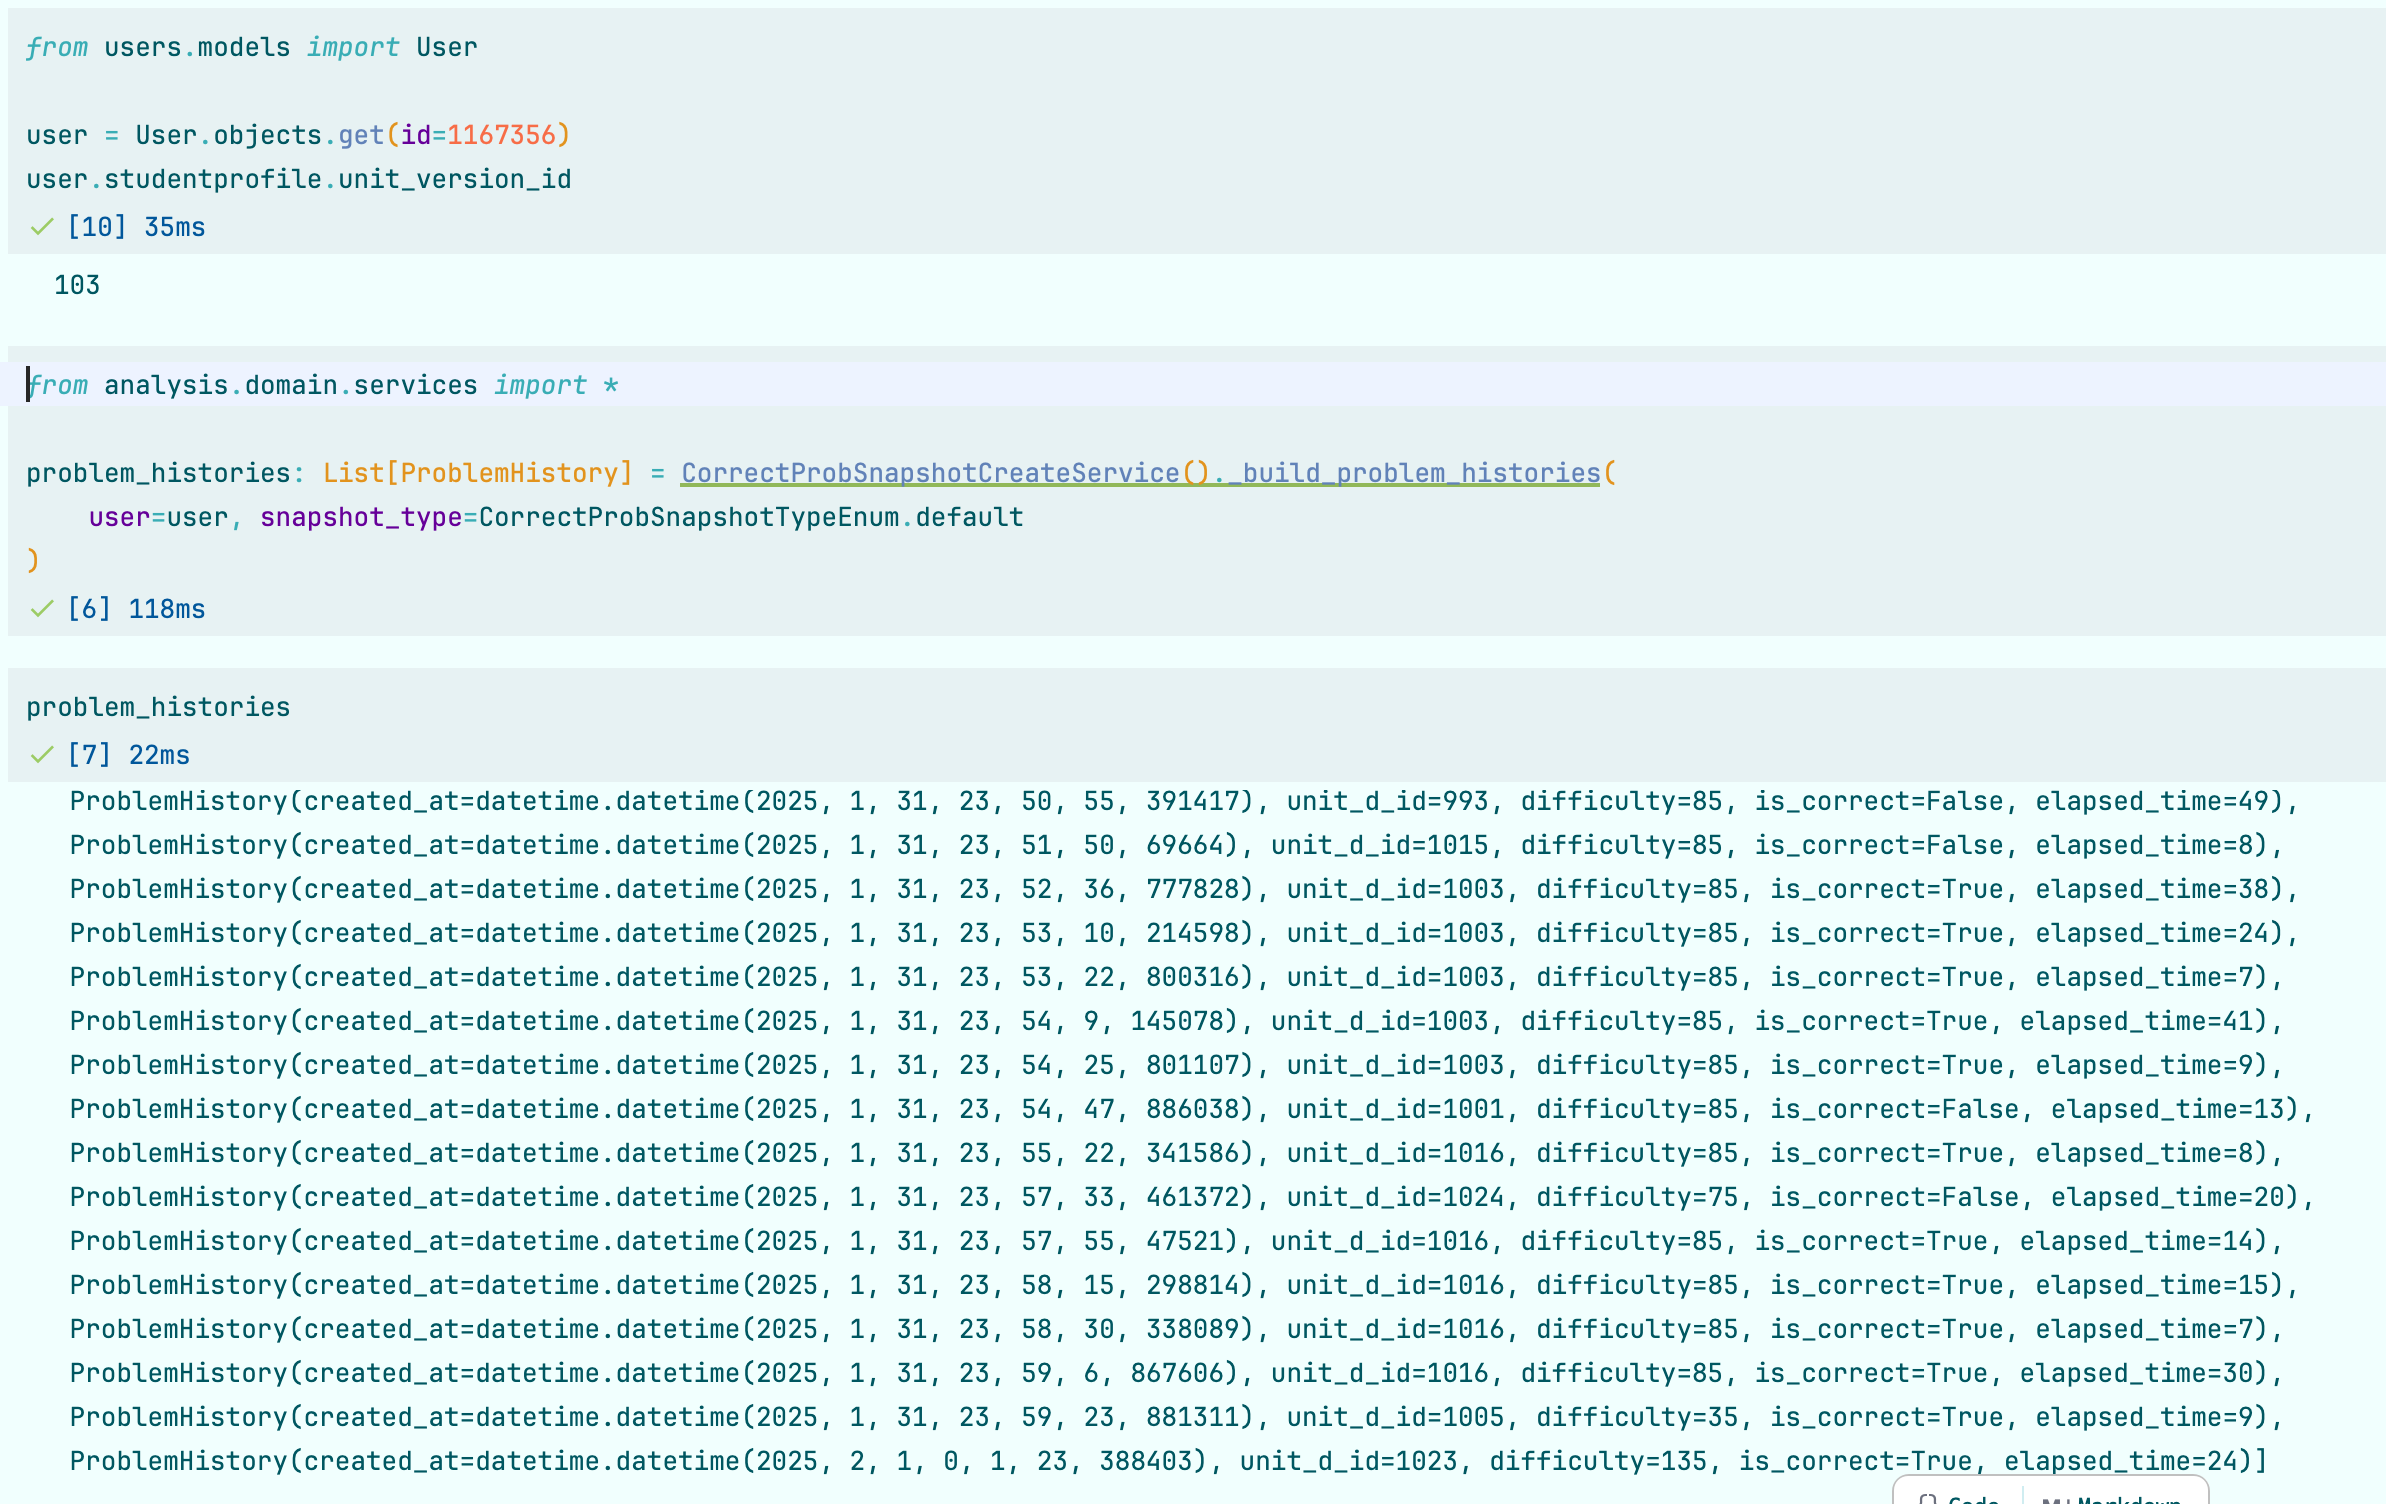 from users.models import User
user = User.objects.get(id=1167356)
user.studentprofile.unit_version_id
[10] 35ms
103
from analysis.domain.services import *
problem_histories: List[ProblemHistory] = CorrectProbSnapshotCreateService()._build_problem_histories(
    user=user, snapshot_type=CorrectProbSnapshotTypeEnum.default
)
[6] 118ms
problem_histories
[7] 22ms
ProblemHistory(created_at=datetime.datetime(2025, 1, 31, 23, 50, 55, 391417), unit_d_id=993, difficulty=85, is_correct=False, elapsed_time=49),
ProblemHistory(created_at=datetime.datetime(2025, 1, 31, 23, 51, 50, 69664), unit_d_id=1015, difficulty=85, is_correct=False, elapsed_time=8),
ProblemHistory(created_at=datetime.datetime(2025, 1, 31, 23, 52, 36, 777828), unit_d_id=1003, difficulty=85, is_correct=True, elapsed_time=38),
ProblemHistory(created_at=datetime.datetime(2025, 1, 31, 23, 53, 10, 214598), unit_d_id=1003, difficulty=85, is_correct=True, elapsed_time=24),
ProblemHistory(created_at=datetime.datetime(2025, 1, 31, 23, 53, 22, 800316), unit_d_id=1003, difficulty=85, is_correct=True, elapsed_time=7),
ProblemHistory(created_at=datetime.datetime(2025, 1, 31, 23, 54, 9, 145078), unit_d_id=1003, difficulty=85, is_correct=True, elapsed_time=41),
ProblemHistory(created_at=datetime.datetime(2025, 1, 31, 23, 54, 25, 801107), unit_d_id=1003, difficulty=85, is_correct=True, elapsed_time=9),
ProblemHistory(created_at=datetime.datetime(2025, 1, 31, 23, 54, 47, 886038), unit_d_id=1001, difficulty=85, is_correct=False, elapsed_time=13),
ProblemHistory(created_at=datetime.datetime(2025, 1, 31, 23, 55, 22, 341586), unit_d_id=1016, difficulty=85, is_correct=True, elapsed_time=8),
ProblemHistory(created_at=datetime.datetime(2025, 1, 31, 23, 57, 33, 461372), unit_d_id=1024, difficulty=75, is_correct=False, elapsed_time=20),
ProblemHistory(created_at=datetime.datetime(2025, 1, 31, 23, 57, 55, 47521), unit_d_id=1016, difficulty=85, is_correct=True, elapsed_time=14),
ProblemHistory(created_at=datetime.datetime(2025, 1, 31, 23, 58, 15, 298814), unit_d_id=1016, difficulty=85, is_correct=True, elapsed_time=15),
ProblemHistory(created_at=datetime.datetime(2025, 1, 31, 23, 58, 30, 338089), unit_d_id=1016, difficulty=85, is_correct=True, elapsed_time=7),
ProblemHistory(created_at=datetime.datetime(2025, 1, 31, 23, 59, 6, 867606), unit_d_id=1016, difficulty=85, is_correct=True, elapsed_time=30),
ProblemHistory(created_at=datetime.datetime(2025, 1, 31, 23, 59, 23, 881311), unit_d_id=1005, difficulty=35, is_correct=True, elapsed_time=9),
ProblemHistory(created_at=datetime.datetime(2025, 2, 1, 0, 1, 23, 388403), unit_d_id=1023, difficulty=135, is_correct=True, elapsed_time=24)]
Code
Markdown